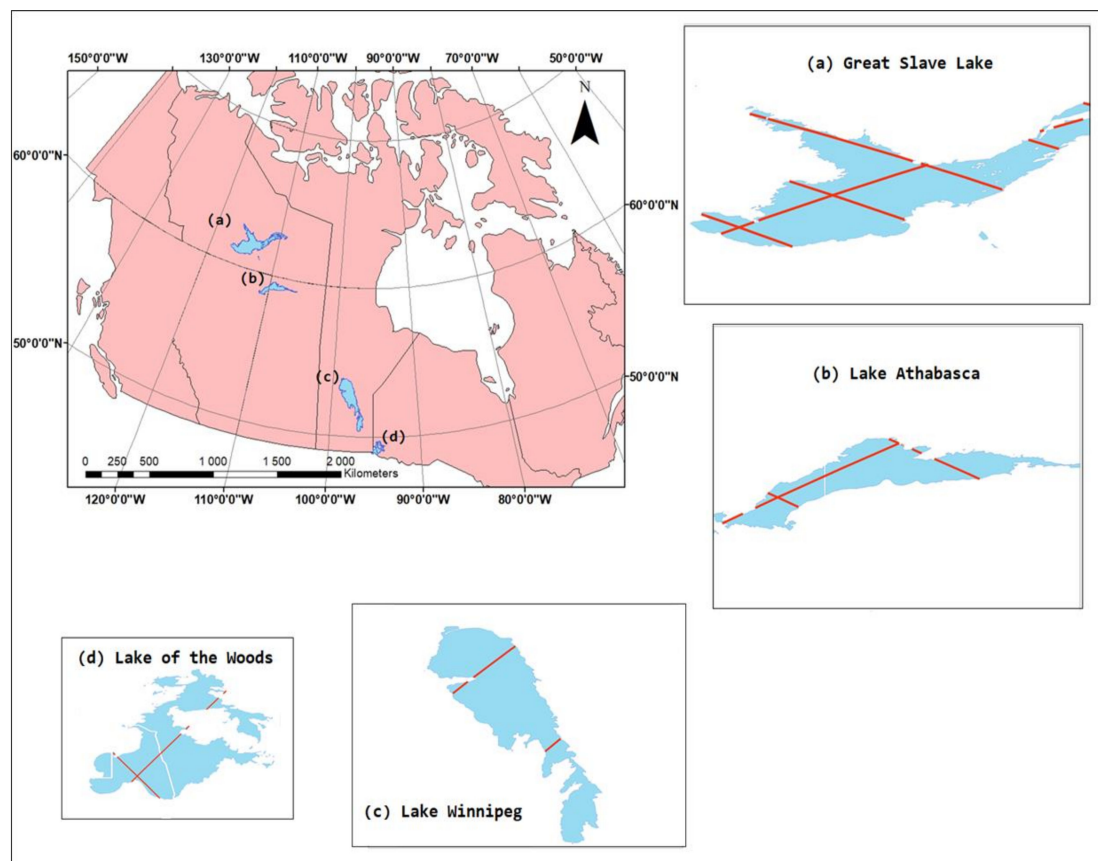 150°0'0"W 130°0'0"W 110°0'0"W 90°0'0"W 70°0'0"W 50°0'0"W
N
60°0'0"N
60°0'0"N
50°0'0"N
50°0'0"N
(a)
(b)
(c)
(d)
0 250 500 1 000 1 500 2 000
Kilometers
120°0'0"W 110°0'0"W 100°0'0"W 90°0'0"W 80°0'0"W
(a) Great Slave Lake
(b) Lake Athabasca
(d) Lake of the Woods
(c) Lake Winnipeg